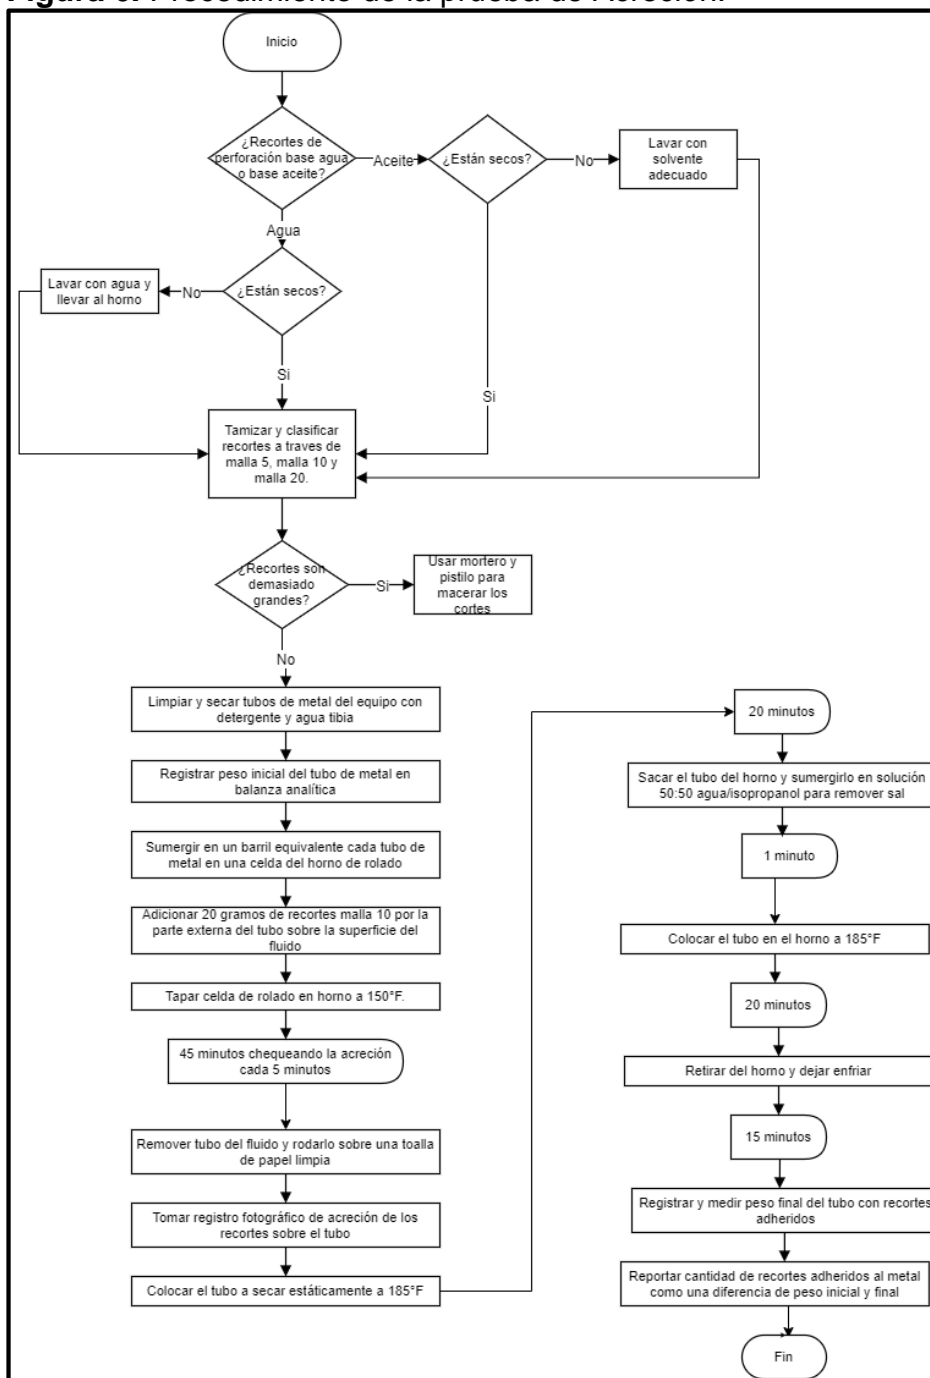 Figura 6. Procedimiento de la prueba de Acreción.
Inicio
¿Recortes de
perforación base agua
o base aceite?
Aceite
¿Están secos?
No
Lavar con
solvente
adecuado
Agua
Lavar con agua y
llevar al horno
No
¿Están secos?
Si
Si
Tamizar y clasificar
recortes a traves de
malla 5, malla 10 y
malla 20.
¿Recortes son
demasiado
grandes?
Si
Usar mortero y
pistilo para
macerar los
cortes
No
Limpiar y secar tubos de metal del equipo con
detergente y agua tibia
Registrar peso inicial del tubo de metal en
balanza analítica
Sumergir en un barril equivalente cada tubo de
metal en una celda del horno de rolado
Adicionar 20 gramos de recortes malla 10 por la
parte externa del tubo sobre la superficie del
fluido
Tapar celda de rolado en horno a 150°F.
45 minutos chequeando la acreción
cada 5 minutos
Remover tubo del fluido y rodarlo sobre una toalla
de papel limpia
Tomar registro fotográfico de acreción de los
recortes sobre el tubo
Colocar el tubo a secar estáticamente a 185°F
20 minutos
Sacar el tubo del horno y sumergirlo en solución
50:50 agua/isopropanol para remover sal
1 minuto
Colocar el tubo en el horno a 185°F
20 minutos
Retirar del horno y dejar enfriar
15 minutos
Registrar y medir peso final del tubo con recortes
adheridos
Reportar cantidad de recortes adheridos al metal
como una diferencia de peso inicial y final
Fin